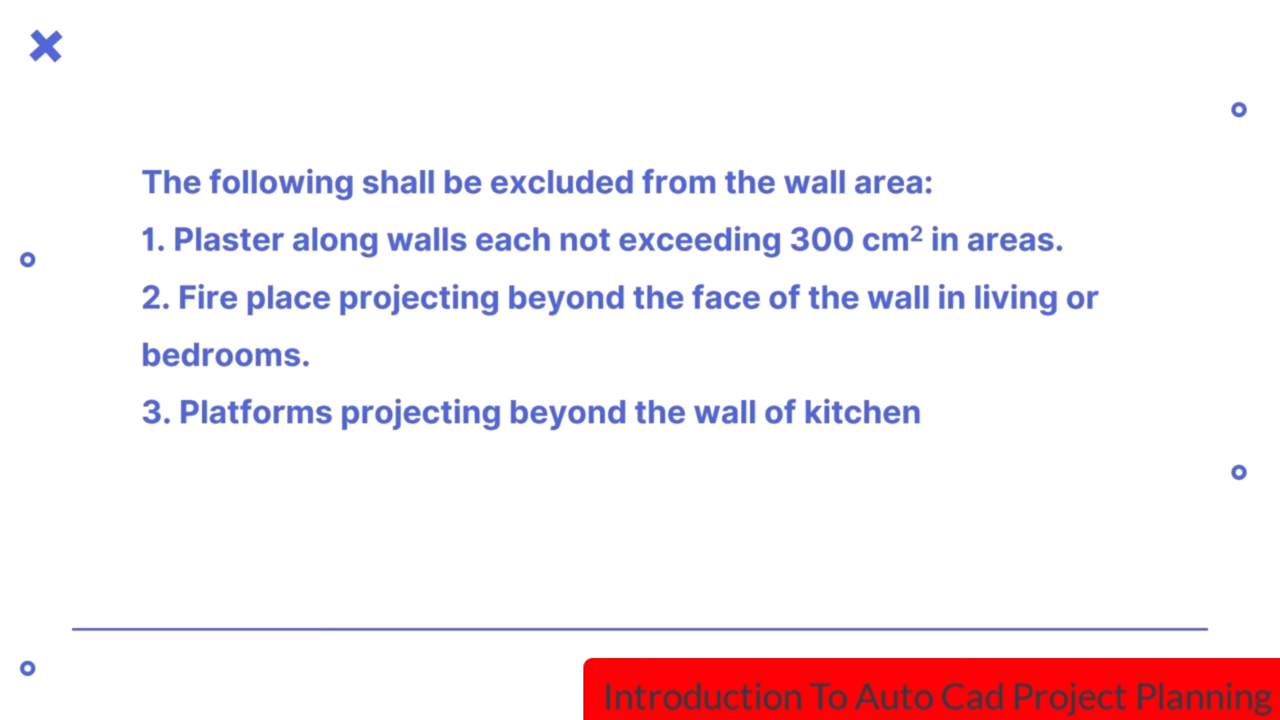 The following shall be excluded from the wall area:
1. Plaster along walls each not exceeding 300 cm² in areas.
2. Fire place projecting beyond the face of the wall in living or
bedrooms.
3. Platforms projecting beyond the wall of kitchen
Introduction To Auto Cad Project Planning